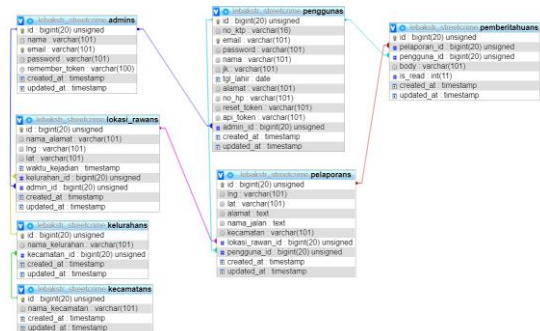 lebakstr_streetcrime admins
id : bigint(20) unsigned
nama : varchar(101)
email : varchar(101)
password : varchar(101)
remember_token : varchar(100)
created_at : timestamp
updated_at : timestamp
lebakstr_streetcrime lokasi_rawans
id : bigint(20) unsigned
nama_alamat : varchar(101)
lng : varchar(101)
lat : varchar(101)
waktu_kejadian : timestamp
kelurahan_id : bigint(20) unsigned
admin_id : bigint(20) unsigned
created_at : timestamp
updated_at : timestamp
lebakstr_streetcrime kelurahans
id : bigint(20) unsigned
nama_kelurahan : varchar(101)
kecamatan_id : bigint(20) unsigned
created_at : timestamp
updated_at : timestamp
lebakstr_streetcrime kecamatans
id : bigint(20) unsigned
nama_kecamatan : varchar(101)
created_at : timestamp
updated_at : timestamp
lebakstr_streetcrime penggunas
id : bigint(20) unsigned
no_ktp : varchar(16)
email : varchar(101)
password : varchar(101)
nama : varchar(101)
jk : varchar(101)
tgl_lahir : date
alamat : varchar(101)
no_hp : varchar(101)
reset_token : varchar(101)
api_token : varchar(101)
admin_id : bigint(20) unsigned
created_at : timestamp
updated_at : timestamp
lebakstr_streetcrime pelaporans
id : bigint(20) unsigned
lng : varchar(101)
lat : varchar(101)
alamat : text
nama_jalan : text
kecamatan : varchar(101)
lokasi_rawan_id : bigint(20) unsigned
pengguna_id : bigint(20) unsigned
created_at : timestamp
updated_at : timestamp
lebakstr_streetcrime pemberitahuans
id : bigint(20) unsigned
pelaporan_id : bigint(20) unsigned
pengguna_id : bigint(20) unsigned
body : varchar(101)
is_read : int(11)
created_at : timestamp
updated_at : timestamp